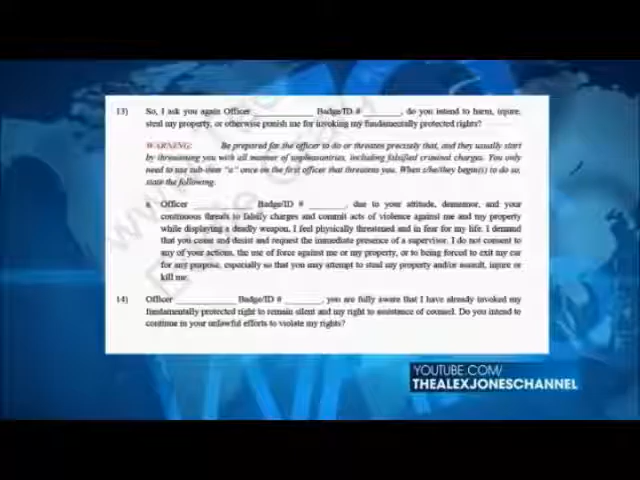 13) So, I ask you again Officer ____________ Badge/ID # _______, do you intend to harm, injure,
steal my property, or otherwise punish me for invoking my fundamentally protected rights?
WARNING: Be prepared for the officer to do or threaten precisely that, and they usually start
by threatening you with all manner of unpleasantries, including falsified criminal charges. You only
need to use sub-item "a" once on the first officer that threatens you. When s/he/they begin(s) to do so,
state the following.
a. Officer ____________ Badge/ID # _______, due to your attitude, demeanor, and your
continuous threats to falsify charges and commit acts of violence against me and my property
while displaying a deadly weapon, I feel physically threatened and in fear for my life. I demand
that you cease and desist and request the immediate presence of a supervisor. I do not consent to
any of your actions, the use of force against me or my property, or to being forced to exit my car
for any purpose, especially so that you may attempt to steal my property and/or assault, injure or
kill me.
14) Officer ____________ Badge/ID # _______, you are fully aware that I have already invoked my
fundamentally protected right to remain silent and my right to assistance of counsel. Do you intend to
continue in your unlawful efforts to violate my rights?
YOUTUBE.COM/
THEALEXJONESCHANNEL